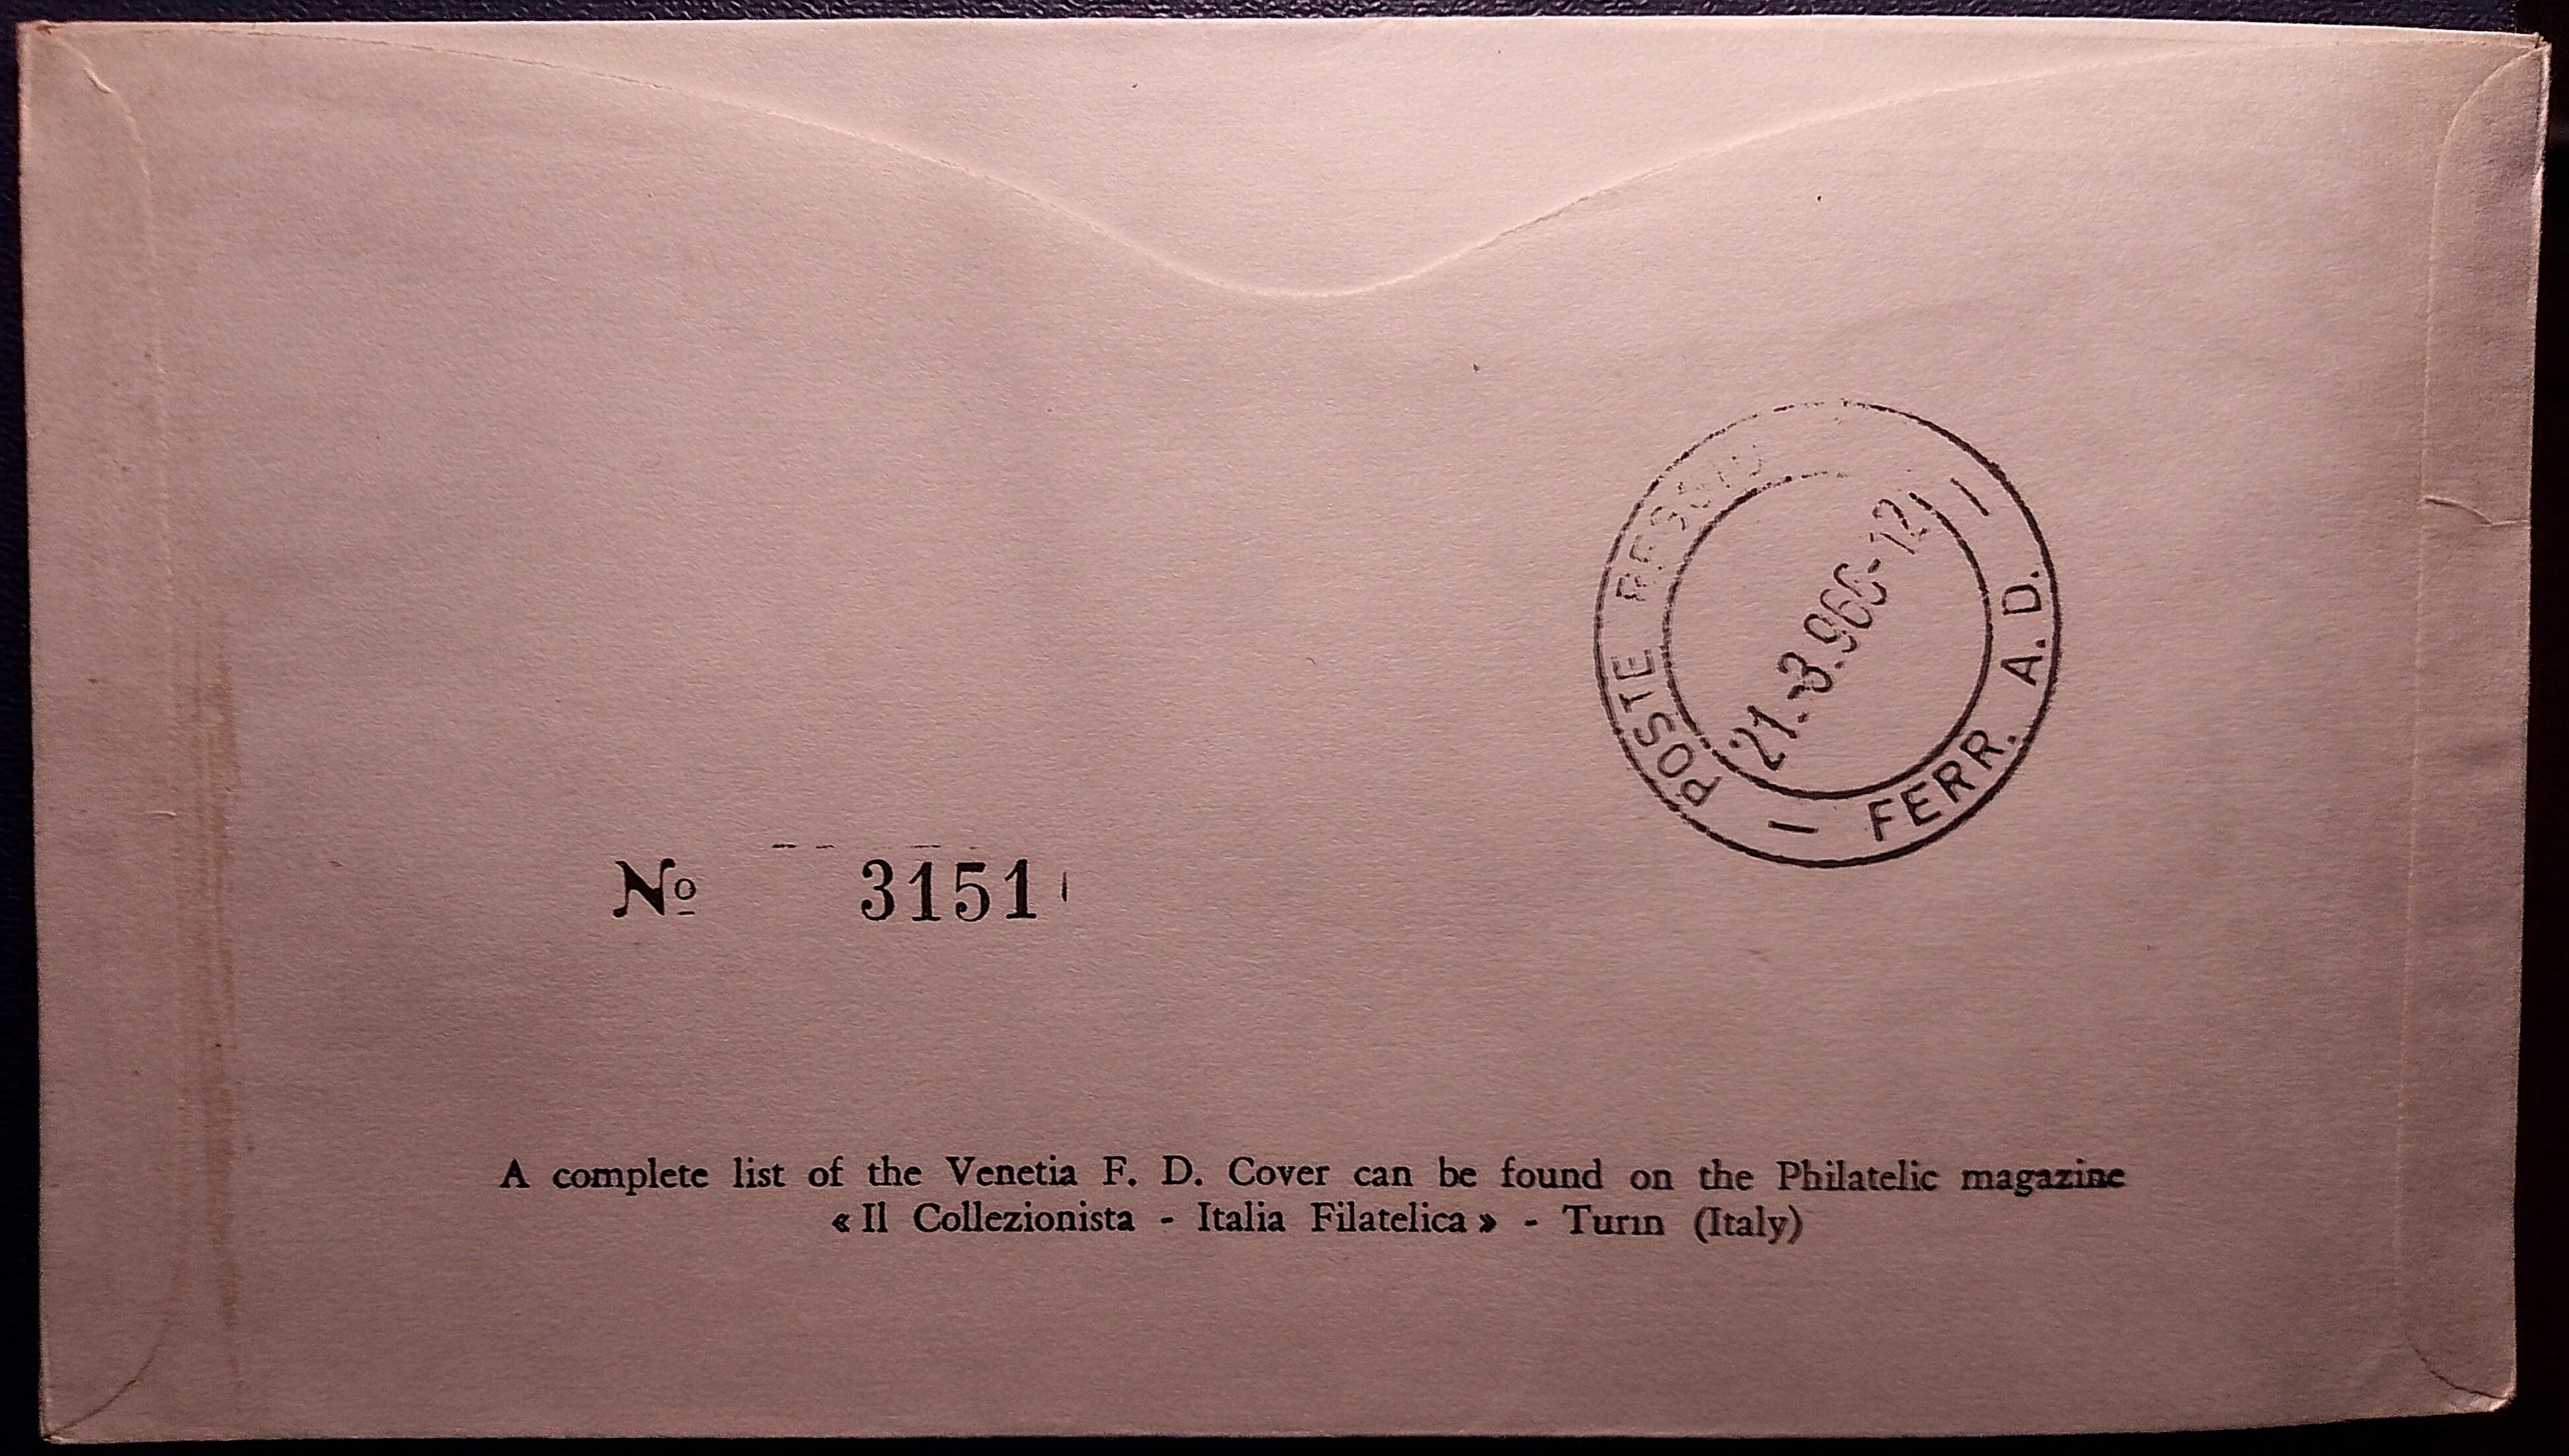 POSTE
21.-3.966-12
FERR. A.D.
Nº 3151
A complete list of the Venetia F. D. Cover can be found on the Philatelic magazine
« Il Collezionista - Italia Filatelica » - Turin (Italy)